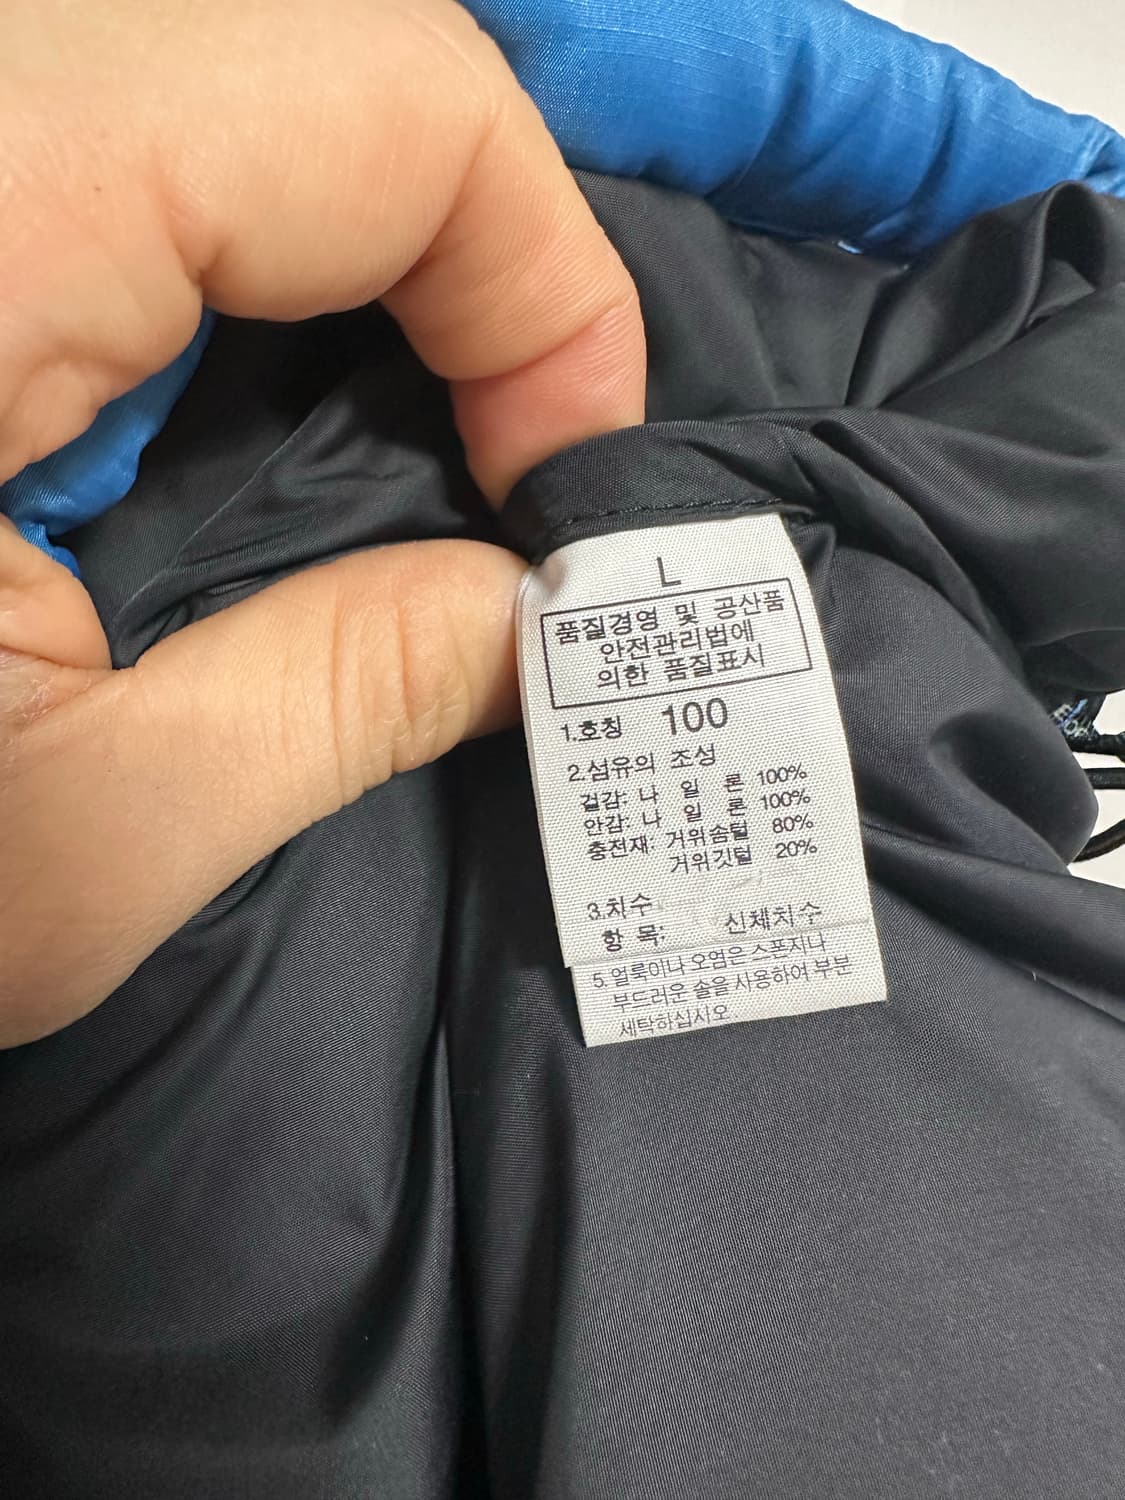 L
품질경영 및 공산품
안전관리법에
의한 품질표시
1.호칭 100
2.섬유의 조성
겉감: 나 일 론 100%
안감: 나 일 론 100%
충전재: 거위솜털 80%
거위깃털 20%
3.치수
항 목: 신체치수
5. 얼룩이나 오염은 스폰지나
부드러운 솔을 사용하여 부분
세탁하십시오